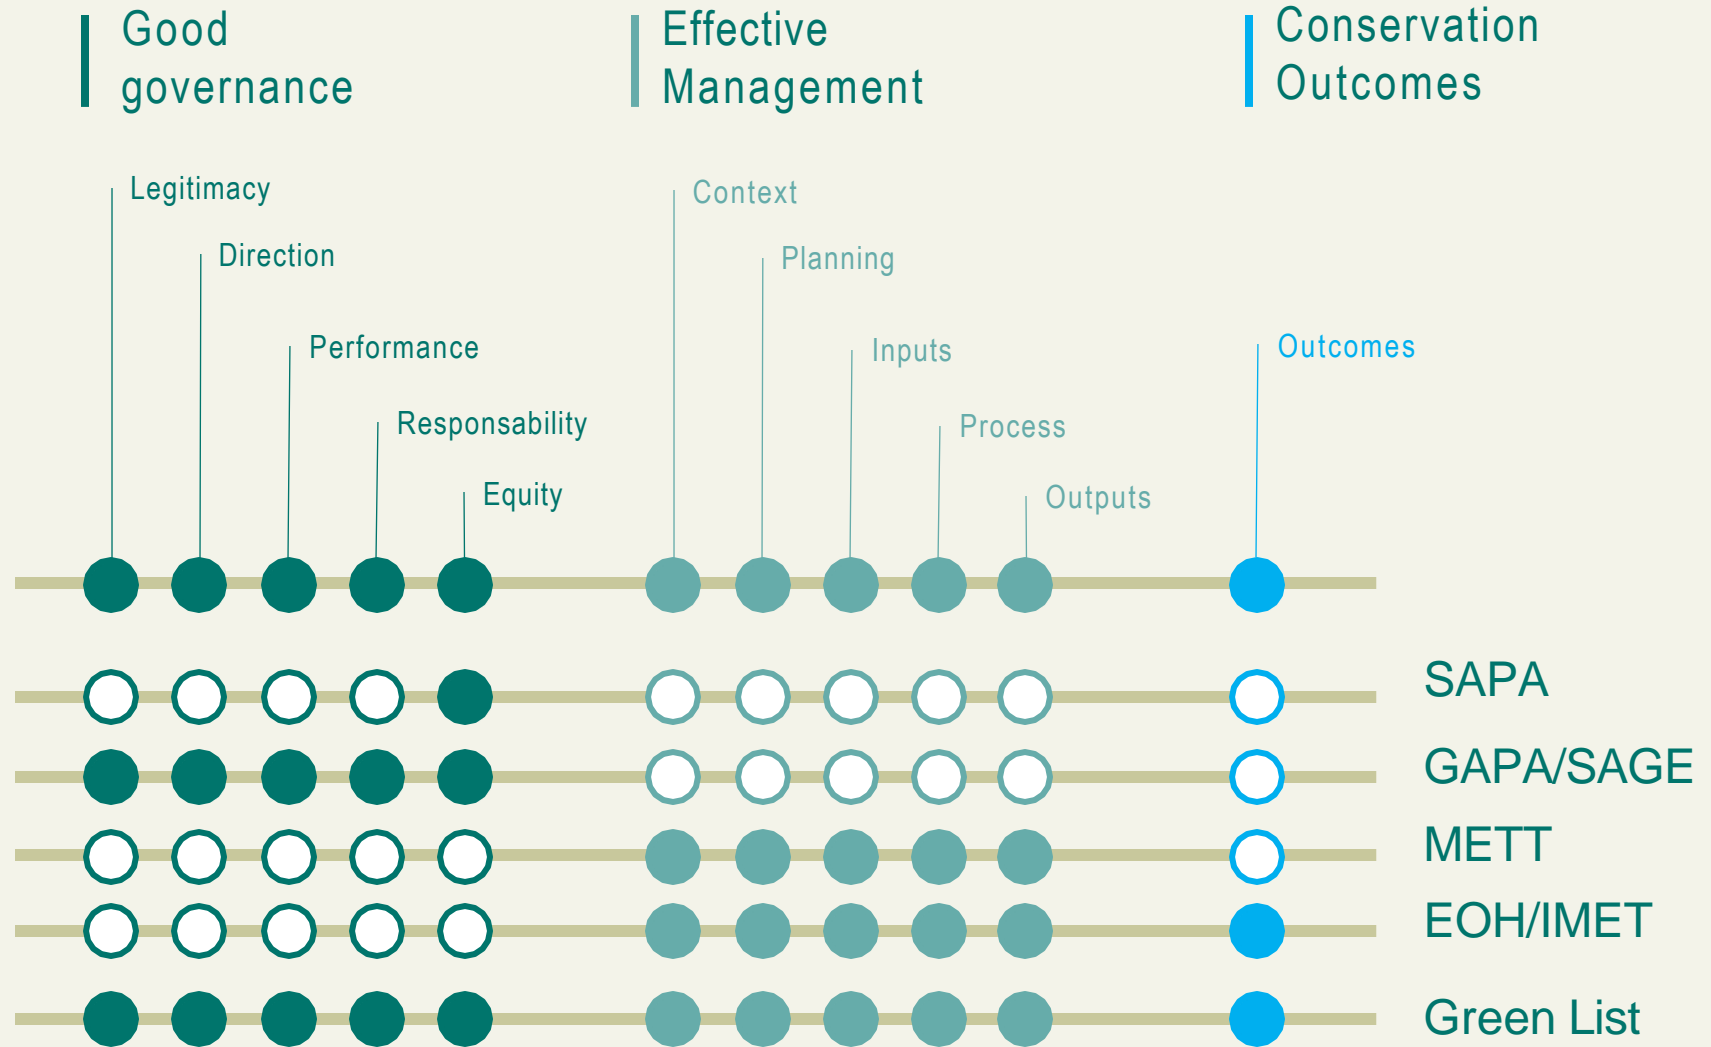 Good
governance
Effective
Management
Conservation
Outcomes
Legitimacy
Direction
Performance
Responsability
Equity
Context
Planning
Inputs
Process
Outputs
Outcomes
SAPA
GAPA/SAGE
METT
EOH/IMET
Green List